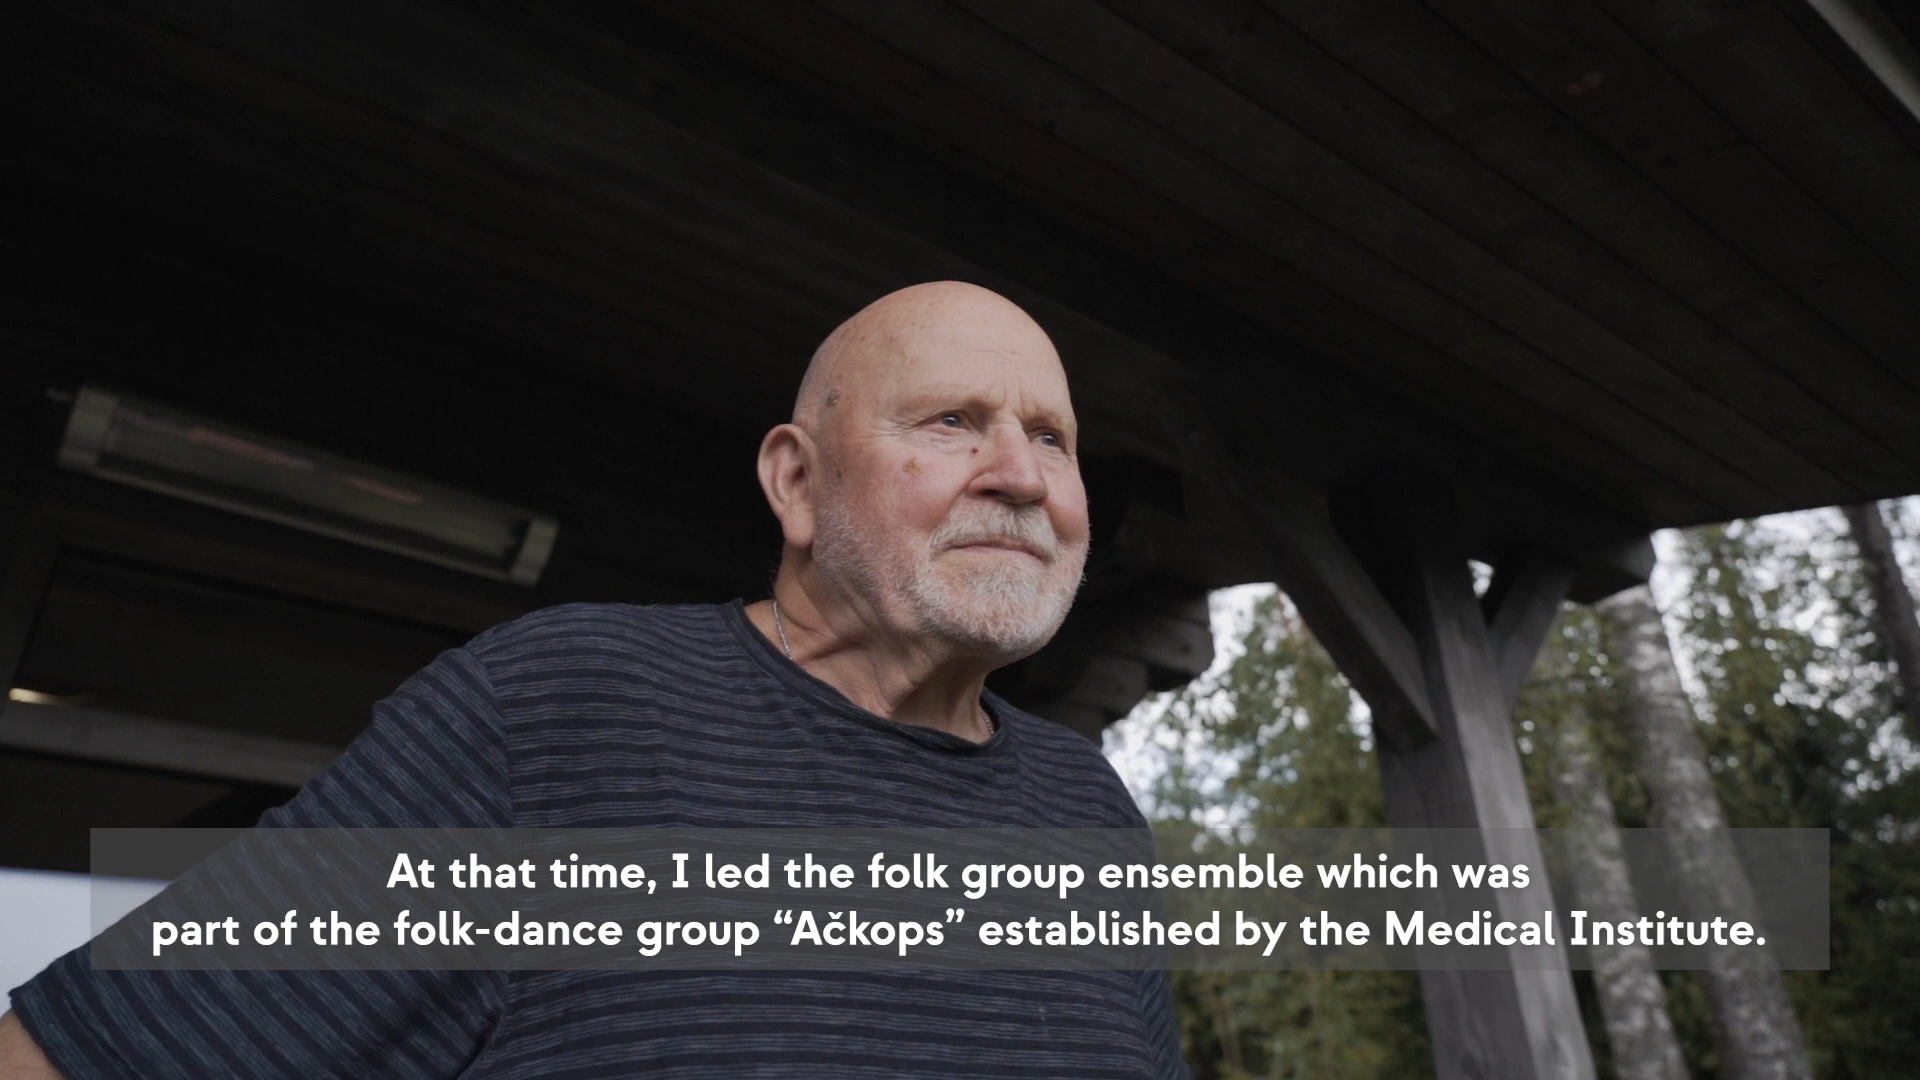 At that time, I led the folk group ensemble which was
part of the folk-dance group “Ačkops” established by the Medical Institute.